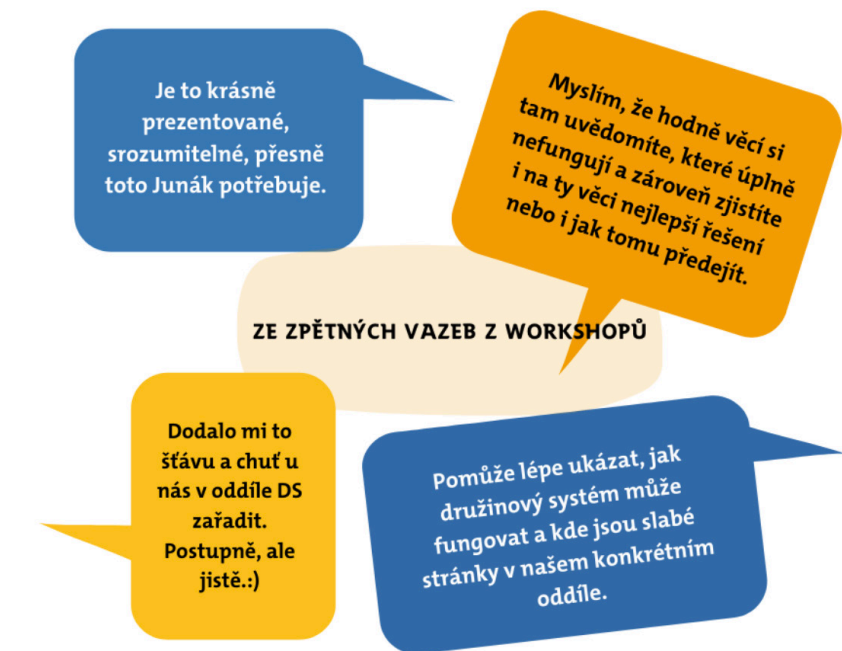 Je to krásně
prezentované,
srozumitelné, přesně
toto Junák potřebuje.
Myslím, že hodně věcí si
tam uvědomíte, které úplně
nefungují a zároveň zjistíte
i na ty věci nejlepší řešení
nebo i jak tomu předejít.
ZE ZPĚTNÝCH VAZEB Z WORKSHOPŮ
Dodalo mi to
šťávu a chuť u
nás v oddíle DS
zařadit.
Postupně, ale
jistě.:)
Pomůže lépe ukázat, jak
družinový systém může
fungovat a kde jsou slabé
stránky v našem konkrétním
oddíle.